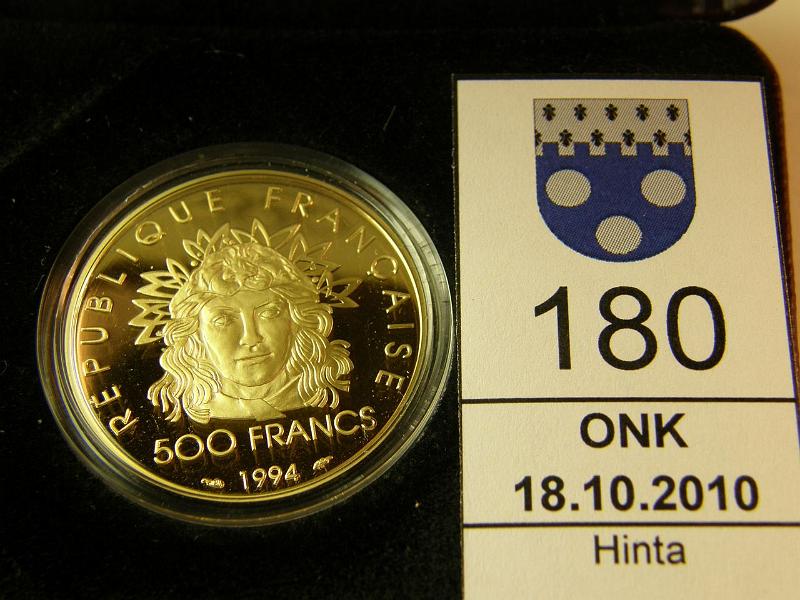 RÉPUBLIQUE FRANÇAISE
500 FRANCS
1994
180
ONK
18.10.2010
Hinta